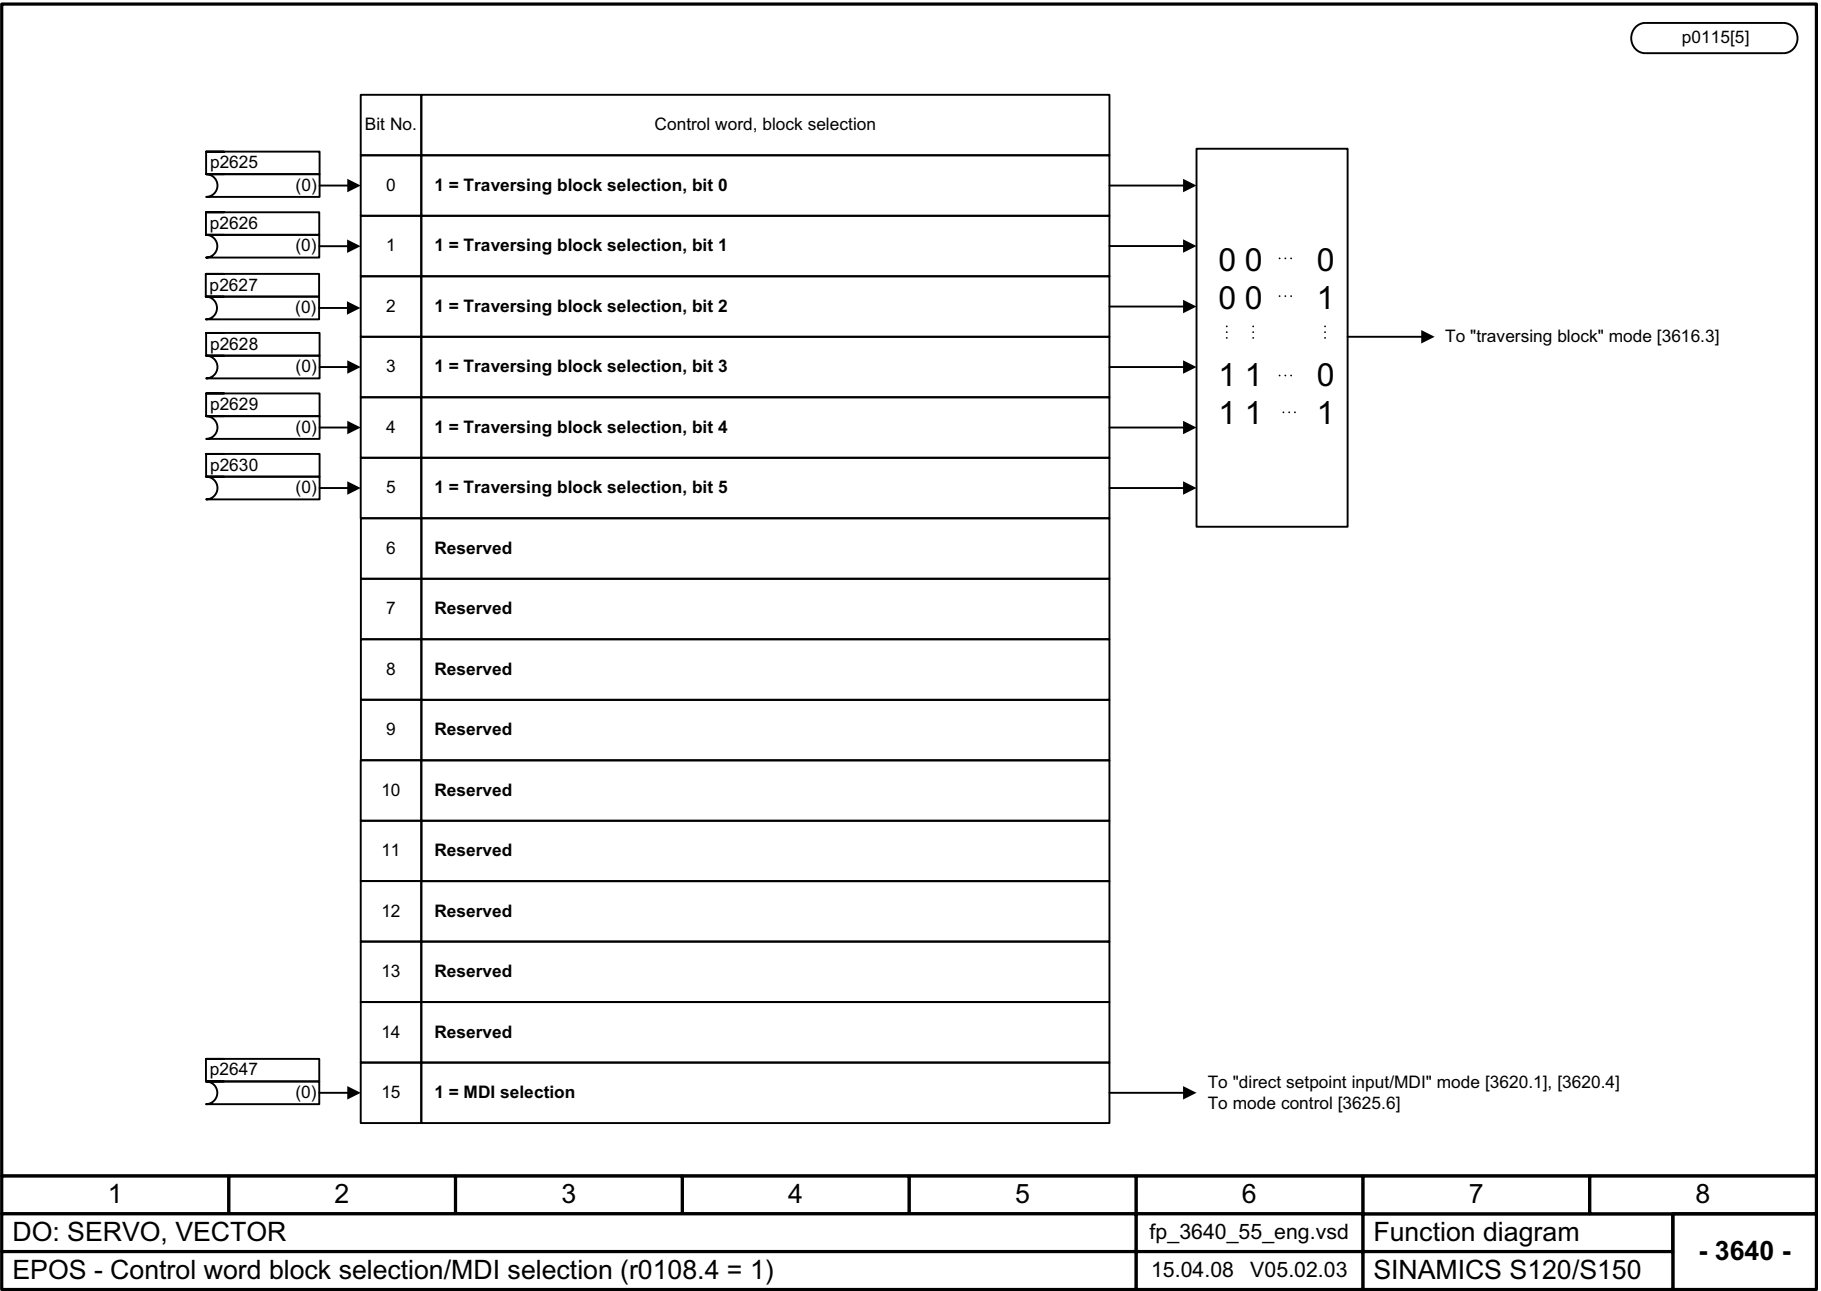 p0115[5]
Bit No. Control word, block selection
p2625
(0) 0 1 = Traversing block selection, bit 0
p2626
(0) 1 1 = Traversing block selection, bit 1
p2627
(0) 2 1 = Traversing block selection, bit 2
p2628
(0) 3 1 = Traversing block selection, bit 3
p2629
(0) 4 1 = Traversing block selection, bit 4
p2630
(0) 5 1 = Traversing block selection, bit 5
0 0 ... 0
0 0 ... 1
⋮ ⋮ ⋮
1 1 ... 0
1 1 ... 1
To "traversing block" mode [3616.3]
6 Reserved
7 Reserved
8 Reserved
9 Reserved
10 Reserved
11 Reserved
12 Reserved
13 Reserved
14 Reserved
p2647
(0) 15 1 = MDI selection
To "direct setpoint input/MDI" mode [3620.1], [3620.4]
To mode control [3625.6]
1 2 3 4 5 6 7 8
DO: SERVO, VECTOR fp_3640_55_eng.vsd Function diagram
- 3640 -
EPOS - Control word block selection/MDI selection (r0108.4 = 1) 15.04.08 V05.02.03 SINAMICS S120/S150